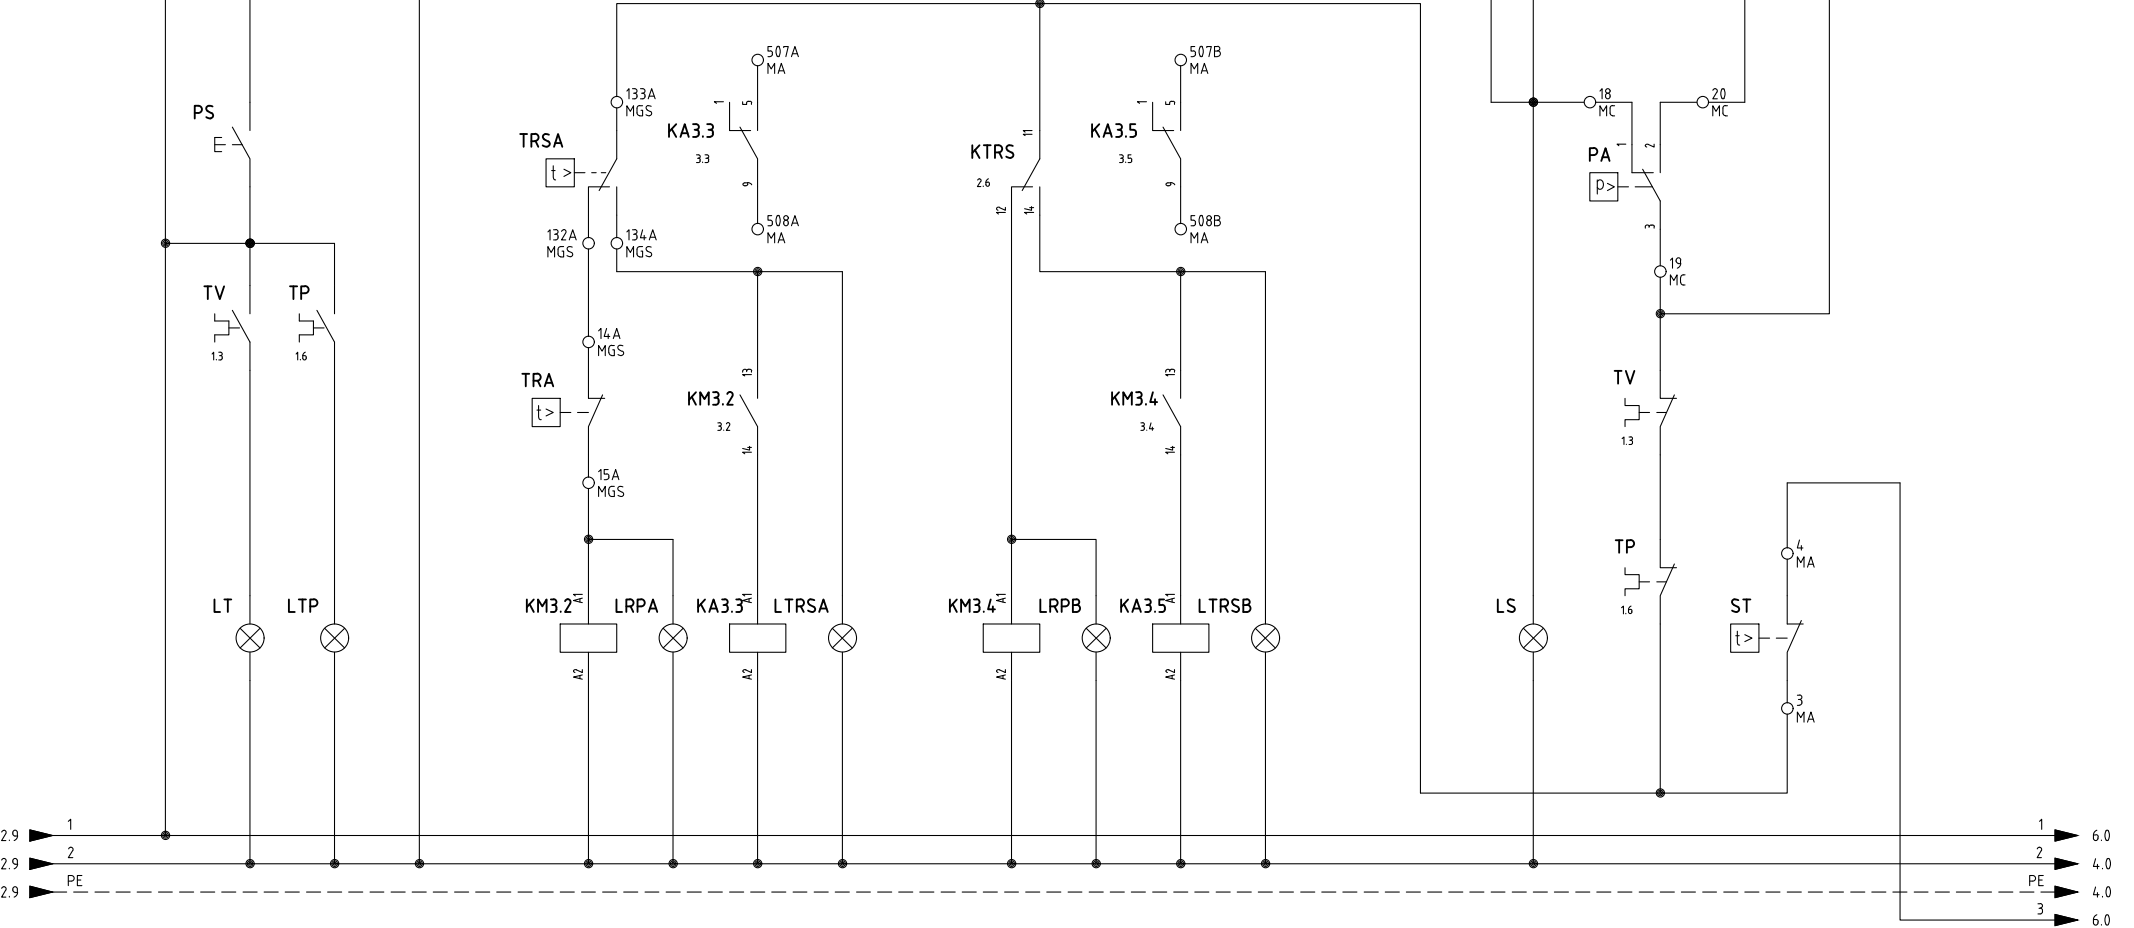 507A
MA
507B
MA
133A
MGS
18
MC
20
MC
1
5
1
5
PS
KA3.3
3.3
KA3.5
3.5
TRSA
t>
11
KTRS
2.6
1
2
PA
p>
9
9
12
14
508A
MA
508B
MA
3
132A
MGS
134A
MGS
19
MC
TV
1.3
TP
1.6
14A
MGS
TRA
t>
13
KM3.2
3.2
14
13
KM3.4
3.4
14
TV
1.3
15A
MGS
TP
1.6
4
MA
LT
LTP
KM3.2
A1
LRPA
KA3.3
A1
LTRSA
KM3.4
A1
LRPB
KA3.5
A1
LTRSB
LS
ST
t>
A2
A2
A2
A2
3
MA
2.9
1
1
6.0
2.9
2
2
4.0
2.9
PE
PE
4.0
3
6.0